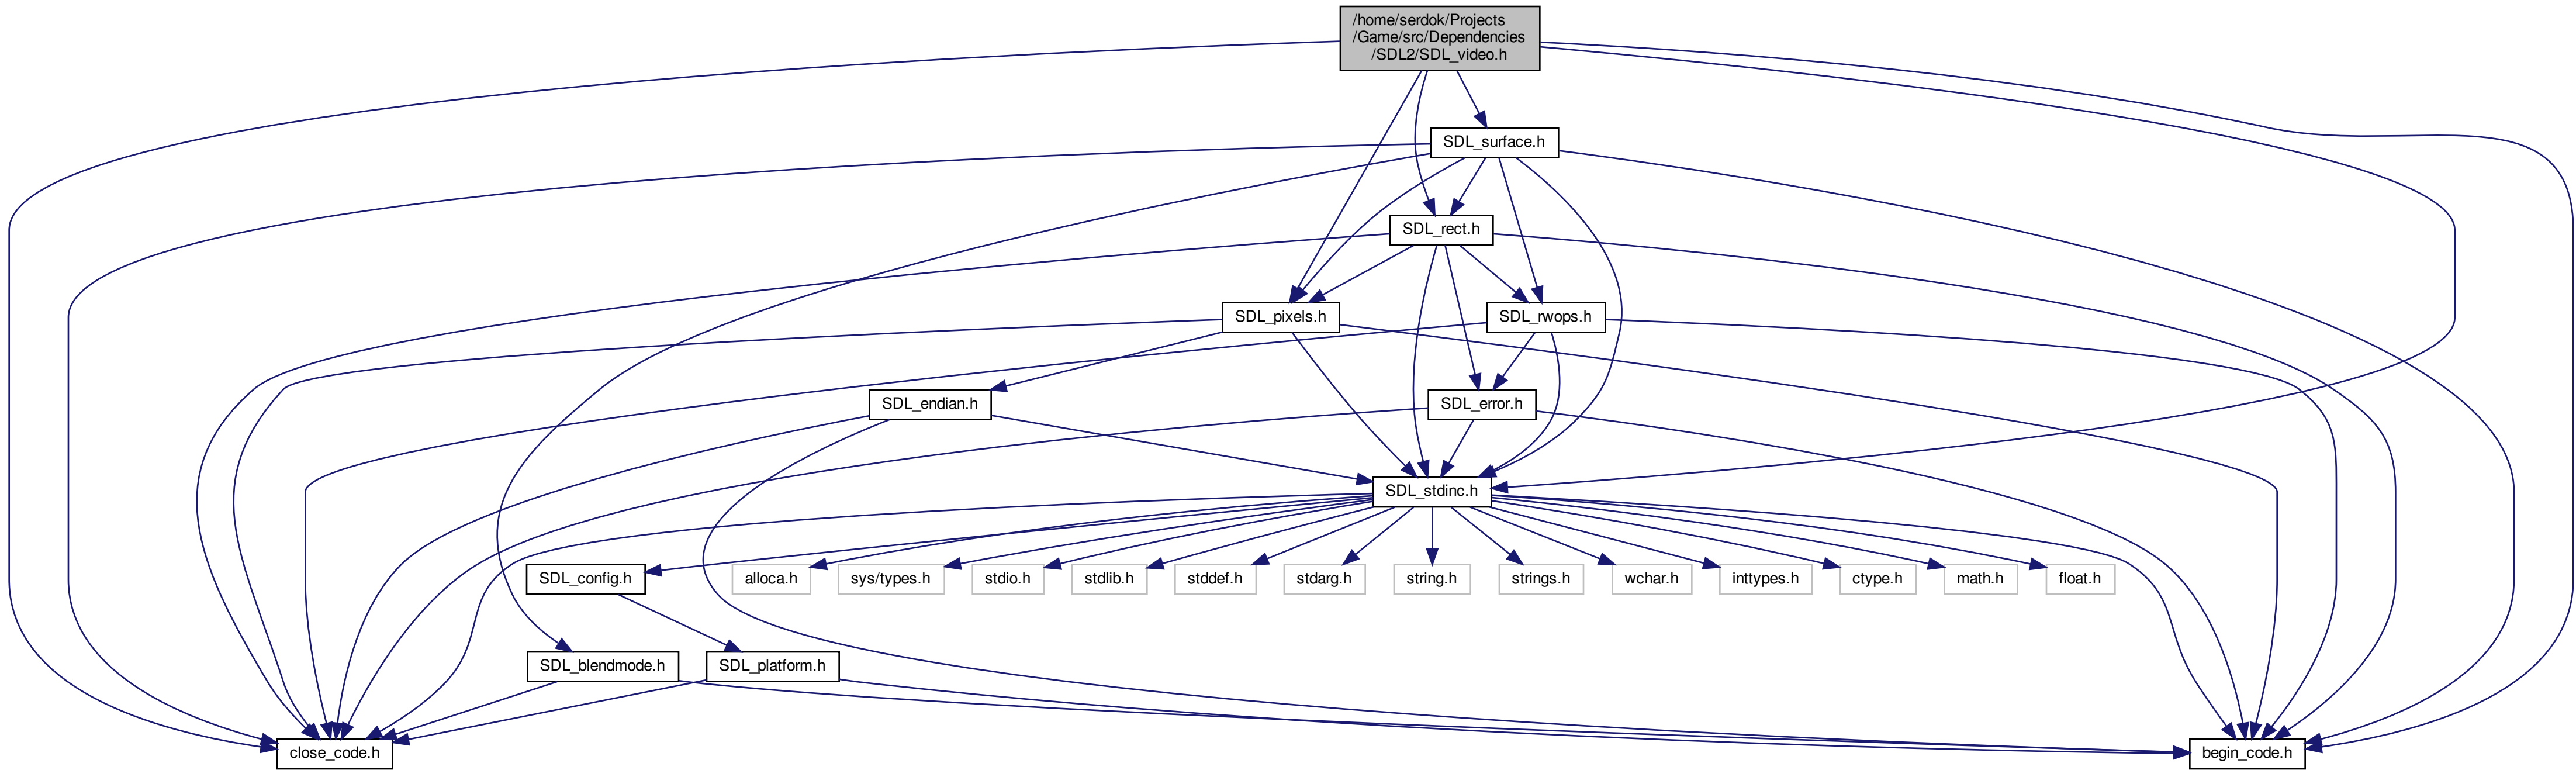 /home/serdok/Projects
/Game/src/Dependencies
/SDL2/SDL_video.h
SDL_surface.h
SDL_rect.h
SDL_pixels.h
SDL_rwops.h
SDL_endian.h
SDL_error.h
SDL_stdinc.h
SDL_config.h
alloca.h
sys/types.h
stdio.h
stdlib.h
stddef.h
stdarg.h
string.h
strings.h
wchar.h
inttypes.h
ctype.h
math.h
float.h
SDL_blendmode.h
SDL_platform.h
close_code.h
begin_code.h